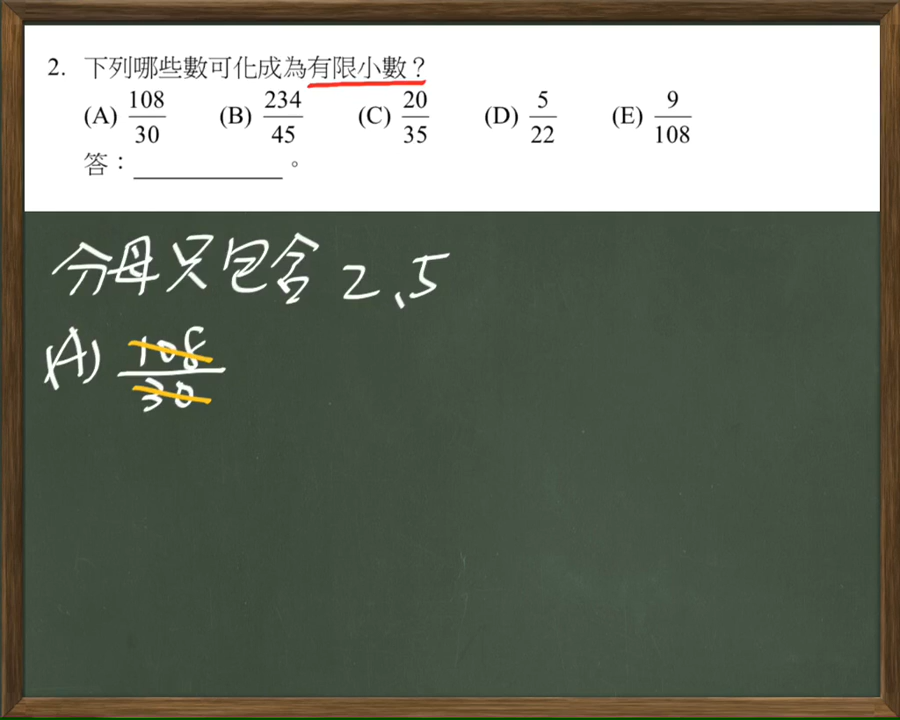 2. 下列哪些數可化成為有限小數？
(A) 108/30 (B) 234/45 (C) 20/35 (D) 5/22 (E) 9/108
答：__________。
分母只包含 2、5
(A) 108/30